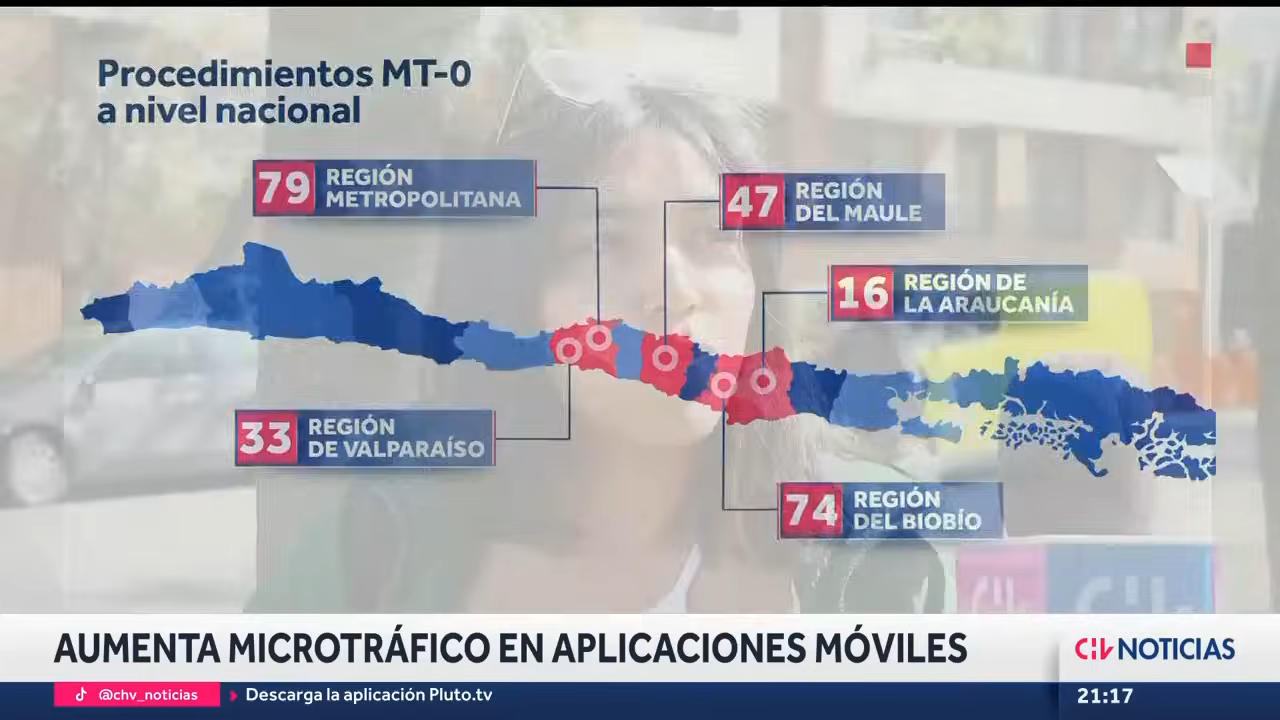 Procedimientos MT-0
a nivel nacional
79
REGIÓN
METROPOLITANA
47
REGIÓN
DEL MAULE
16
REGIÓN DE
LA ARAUCANÍA
33
REGIÓN
DE VALPARAÍSO
74
REGIÓN
DEL BIOBÍO
CHV
AUMENTA MICROTRÁFICO EN APLICACIONES MÓVILES
CHV NOTICIAS
@chv_noticias
Descarga la aplicación Pluto.tv
21:17